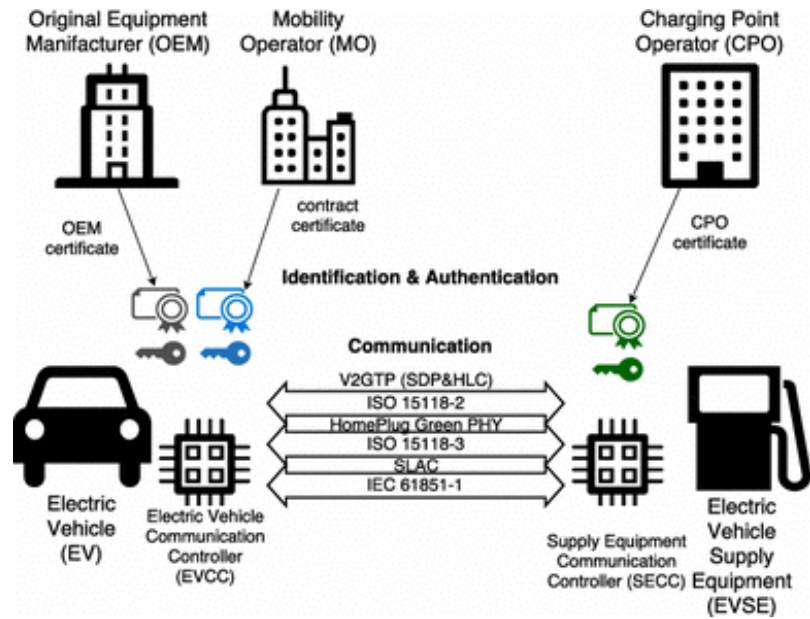 Original Equipment
Manifacturer (OEM)
Mobility
Operator (MO)
Charging Point
Operator (CPO)
OEM
certificate
contract
certificate
CPO
certificate
Identification & Authentication
Communication
V2GTP (SDP&HLC)
ISO 15118-2
HomePlug Green PHY
ISO 15118-3
SLAC
IEC 61851-1
Electric
Vehicle
(EV)
Electric Vehicle
Communication
Controller
(EVCC)
Supply Equipment
Communication
Controller (SECC)
Electric
Vehicle
Supply
Equipment
(EVSE)